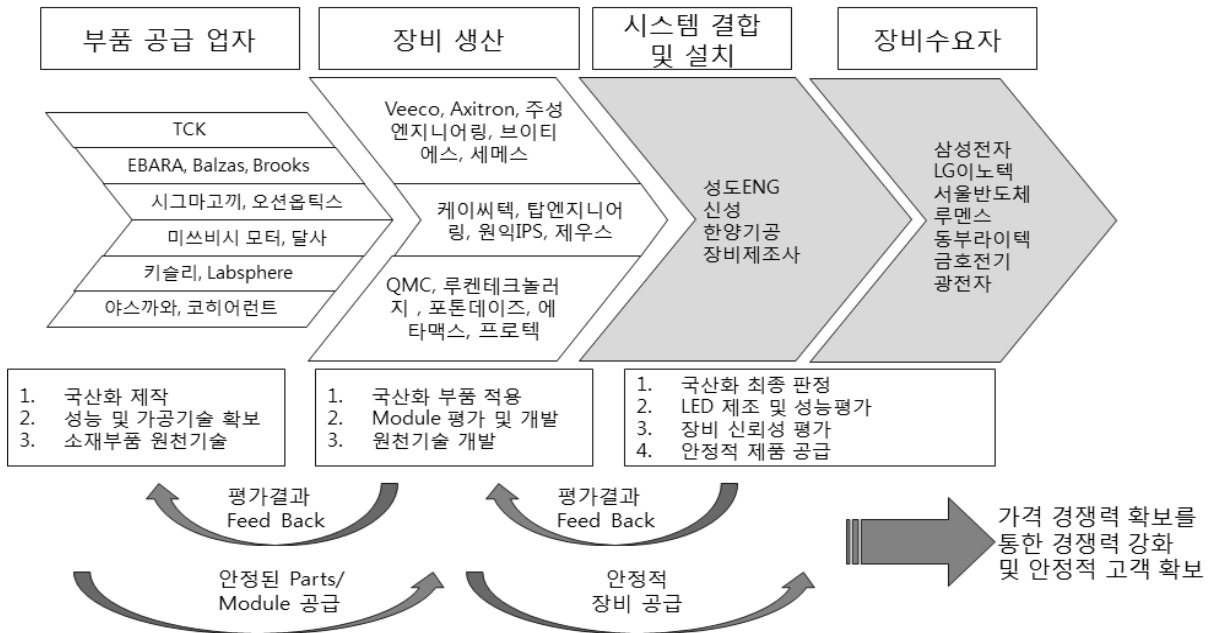 부품 공급 업자
장비 생산
시스템 결합
및 설치
장비수요자
TCK
EBARA, Balzas, Brooks
시그마고끼, 오션옵틱스
미쓰비시 모터, 달사
키슬리, Labsphere
야스까와, 코히어런트
Veeco, Axitron, 주성
엔지니어링, 브이티
에스, 세메스
케이씨텍, 탑엔지니어
링, 원익IPS, 제우스
QMC, 루켄테크놀러
지 , 포톤데이즈, 에
타맥스, 프로텍
성도ENG
신성
한양기공
장비제조사
삼성전자
LG이노텍
서울반도체
루멘스
동부라이텍
금호전기
광전자
1. 국산화 제작
2. 성능 및 가공기술 확보
3. 소재부품 원천기술
1. 국산화 부품 적용
2. Module 평가 및 개발
3. 원천기술 개발
1. 국산화 최종 판정
2. LED 제조 및 성능평가
3. 장비 신뢰성 평가
4. 안정적 제품 공급
평가결과
Feed Back
평가결과
Feed Back
안정된 Parts/
Module 공급
안정적
장비 공급
가격 경쟁력 확보를
통한 경쟁력 강화
및 안정적 고객 확보